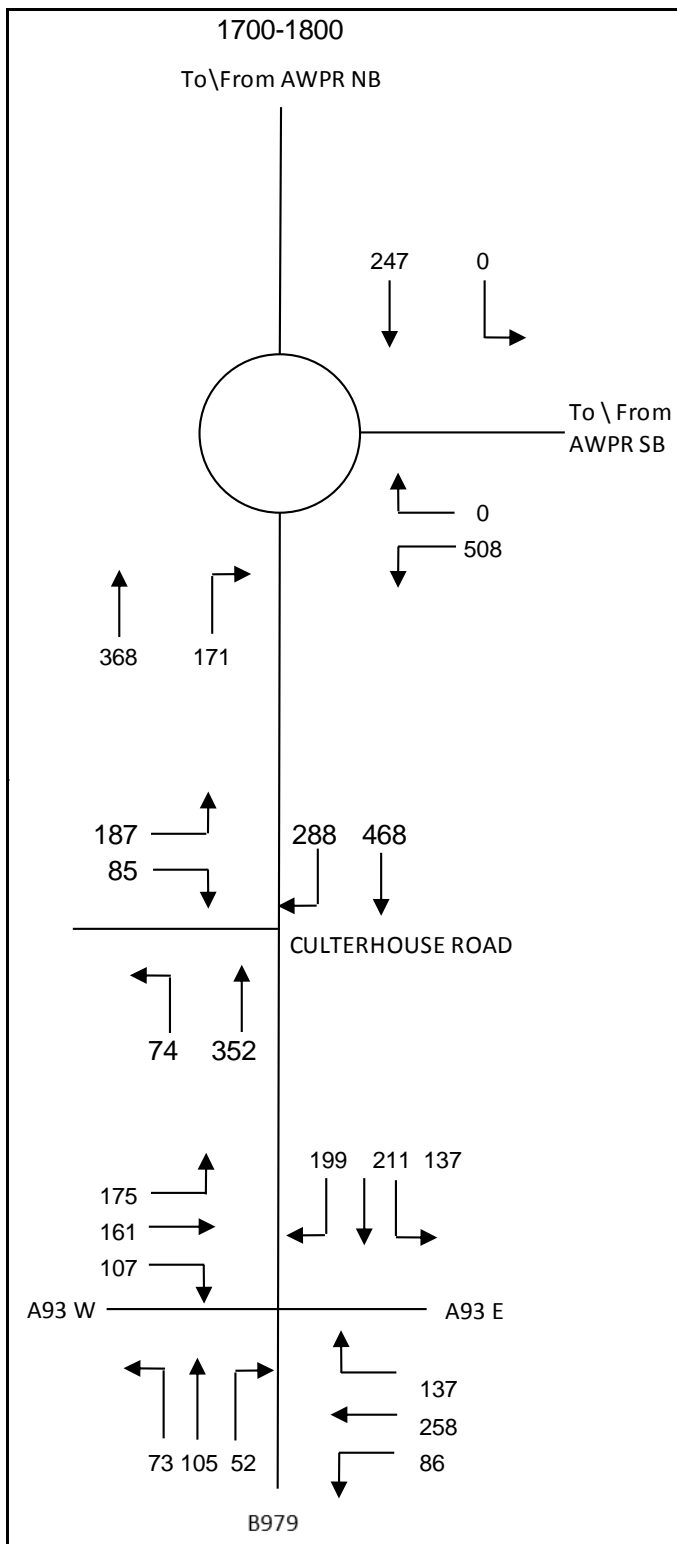 1700-1800
To\From AWPR NB
247 0
To \ From
AWPR SB
0
508
368 171
187
85
288 468
CULTERHOUSE ROAD
74 352
199 211 137
175
161
107
A93 W
A93 E
137
258
86
73 105 52
B979